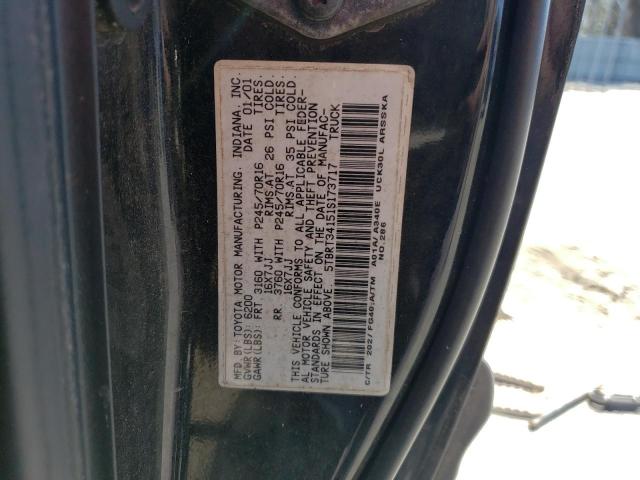 MFD. BY: TOYOTA MOTOR MANUFACTURING, INDIANA, INC.
GVWR(LBS): 6200 DATE 01/01
GAWR(LBS): FRT. 3160 WITH P245/70R16 TIRES.
16X7JJ RIMS.AT 26 PSI COLD.
RR. 3760 WITH P245/70R16 TIRES.
16X7JJ RIMS.AT 35 PSI COLD.
THIS VEHICLE CONFORMS TO ALL APPLICABLE FEDER-
AL MOTOR VEHICLE SAFETY AND THEFT PREVENTION
STANDARDS IN EFFECT ON THE DATE OF MANUFAC-
TURE SHOWN ABOVE. 5TBRT34151S173717 TRUCK
C/TR 202/FG40.A/TM A01A/A340E UCK30L ARSSKA
NO.286